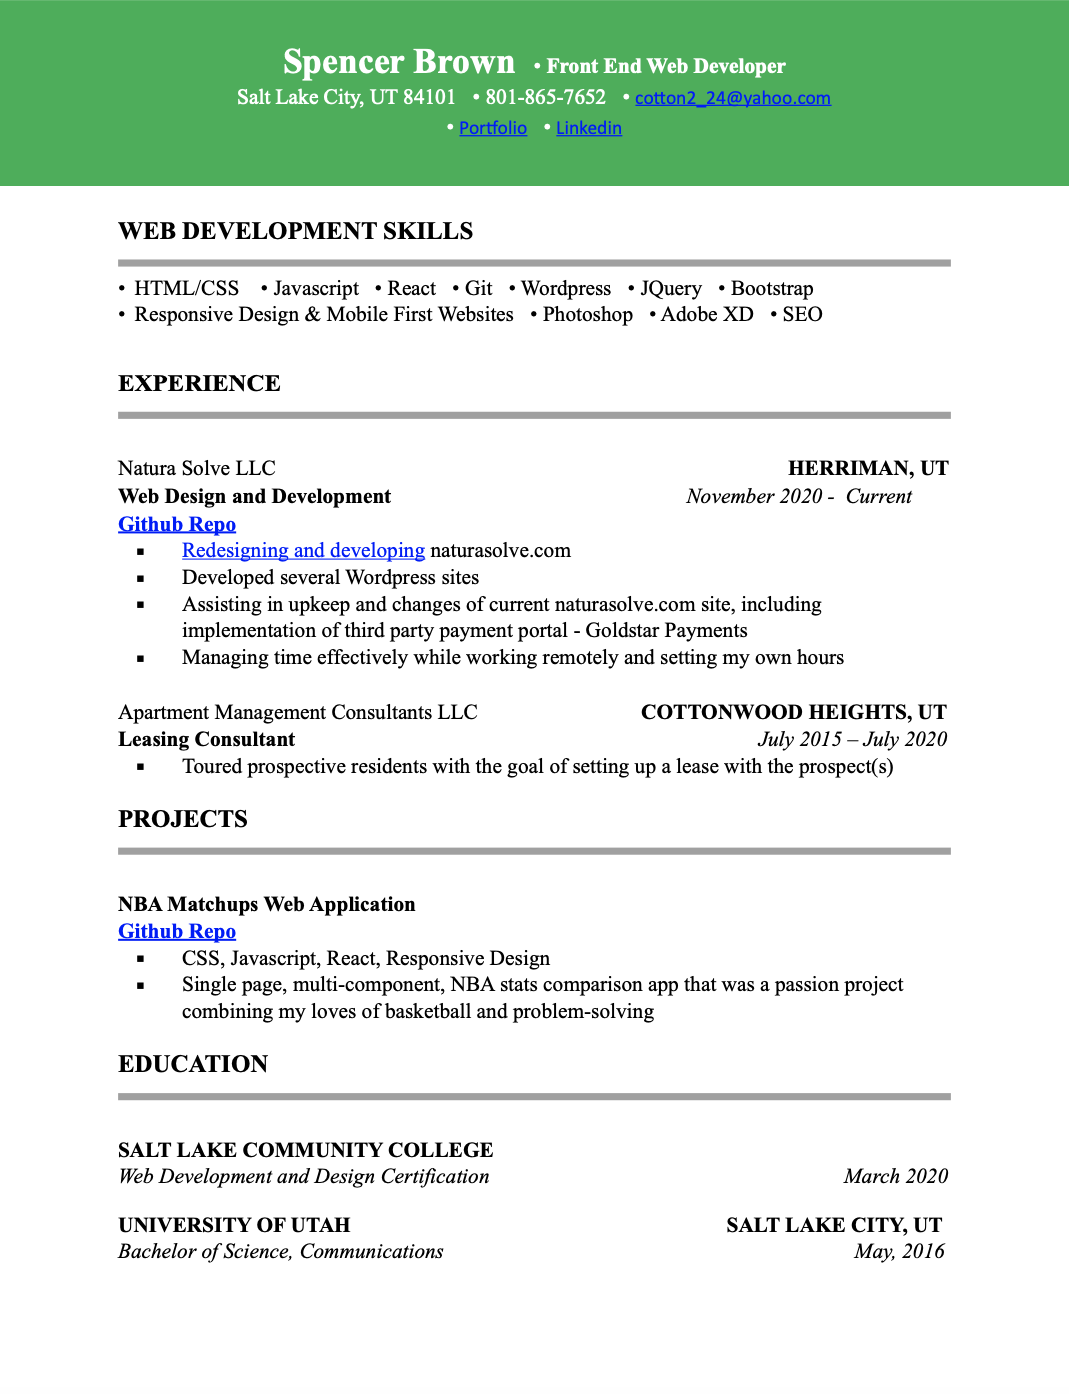 Spencer Brown • Front End Web Developer
Salt Lake City, UT 84101 • 801-865-7652 • cotton2_24@yahoo.com
• Portfolio • Linkedin
WEB DEVELOPMENT SKILLS
• HTML/CSS • Javascript • React • Git • Wordpress • JQuery • Bootstrap
• Responsive Design & Mobile First Websites • Photoshop • Adobe XD • SEO
EXPERIENCE
Natura Solve LLC HERRIMAN, UT
Web Design and Development November 2020 - Current
Github Repo
▪ Redesigning and developing naturasolve.com
▪ Developed several Wordpress sites
▪ Assisting in upkeep and changes of current naturasolve.com site, including
implementation of third party payment portal - Goldstar Payments
▪ Managing time effectively while working remotely and setting my own hours
Apartment Management Consultants LLC COTTONWOOD HEIGHTS, UT
Leasing Consultant July 2015 – July 2020
▪ Toured prospective residents with the goal of setting up a lease with the prospect(s)
PROJECTS
NBA Matchups Web Application
Github Repo
▪ CSS, Javascript, React, Responsive Design
▪ Single page, multi-component, NBA stats comparison app that was a passion project
combining my loves of basketball and problem-solving
EDUCATION
SALT LAKE COMMUNITY COLLEGE
Web Development and Design Certification March 2020
UNIVERSITY OF UTAH SALT LAKE CITY, UT
Bachelor of Science, Communications May, 2016